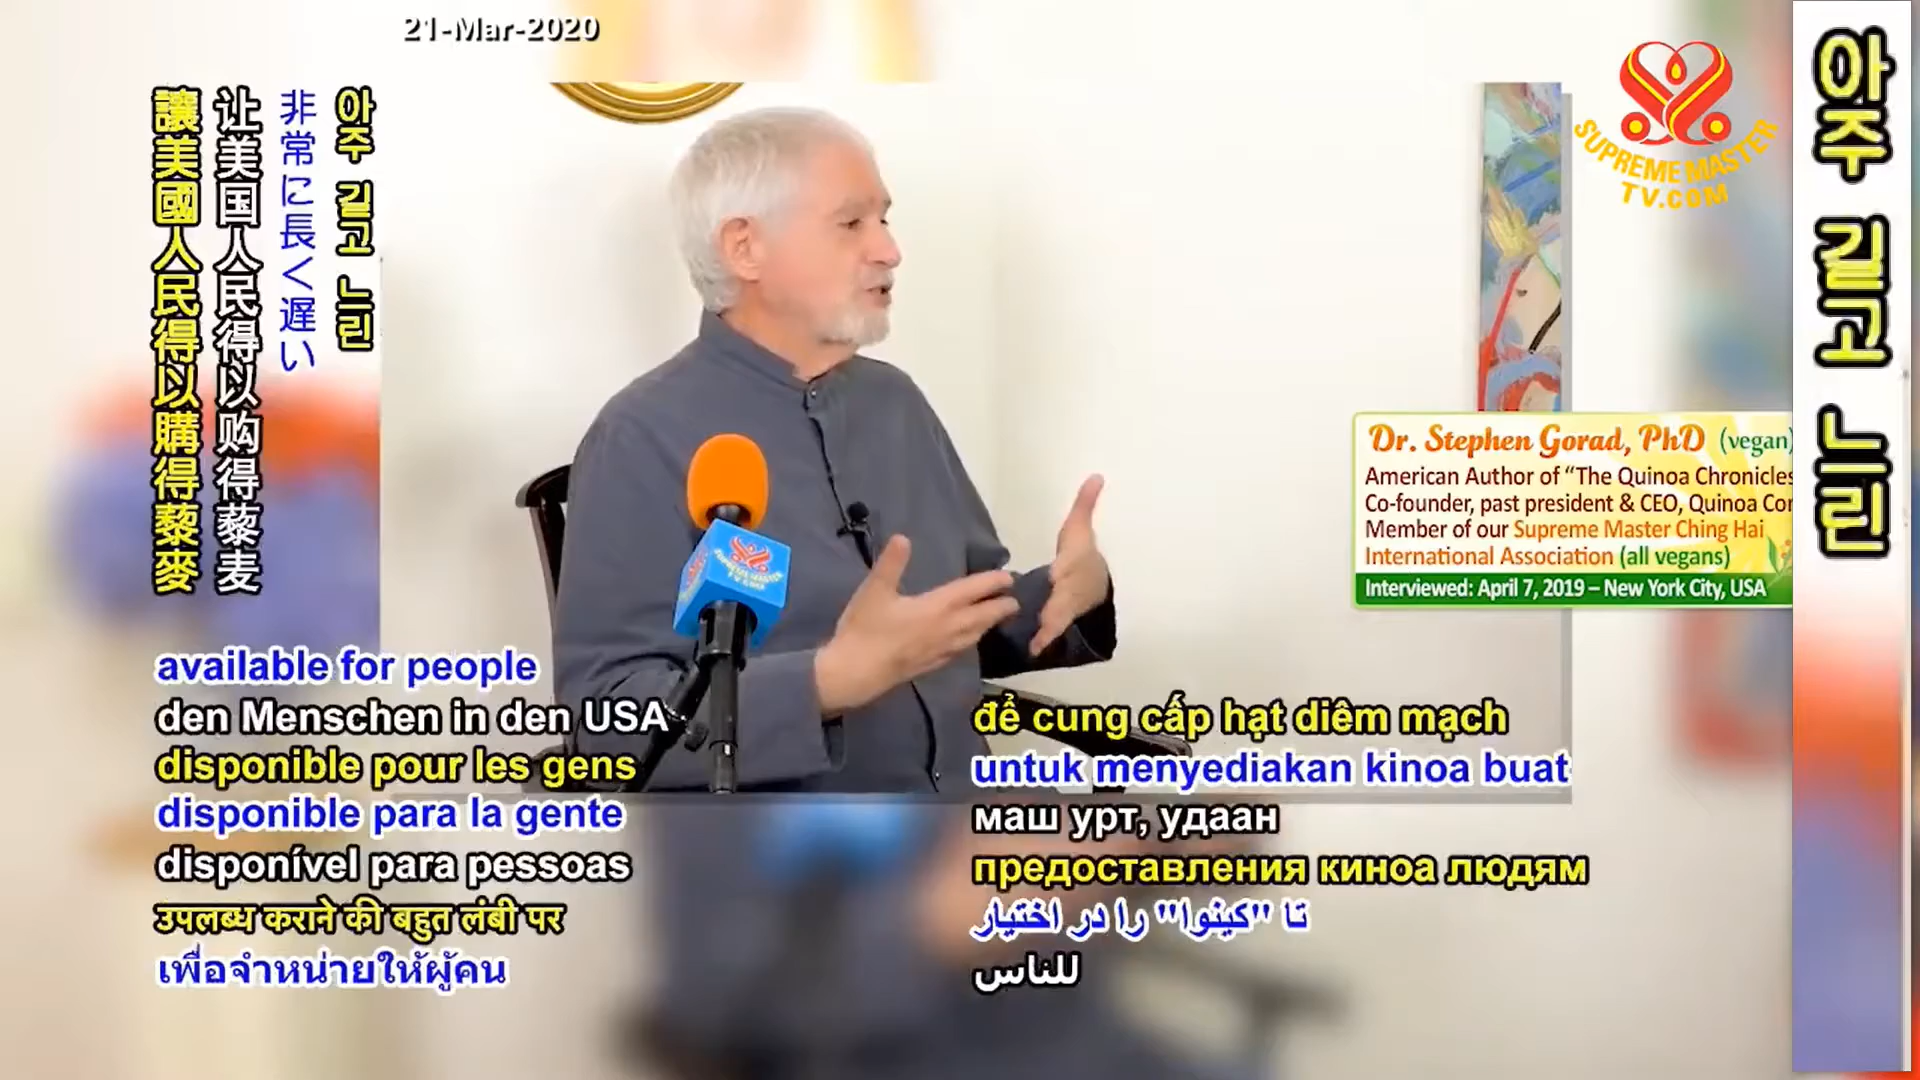 21-Mar-2020
아주 길고 느린
非常に長く遅い
让美国人民得以购得藜麦
讓美國人民得以購得藜麥
SUPREME MASTER
TV.COM
아주 길고 느린
Dr. Stephen Gorad, PhD (vegan)
American Author of “The Quinoa Chronicles
Co-founder, past president & CEO, Quinoa Cor
Member of our Supreme Master Ching Hai
International Association (all vegans)
Interviewed: April 7, 2019 – New York City, USA
SUPREME MASTER
TV.COM
available for people
den Menschen in den USA
disponible pour les gens
disponible para la gente
disponível para pessoas
उपलब्ध कराने की बहुत लंबी पर
เพื่อจำหน่ายให้ผู้คน
để cung cấp hạt diêm mạch
untuk menyediakan kinoa buat
маш урт, удаан
предоставления киноа людям
تا "کینوا" را در اختیار
للناس